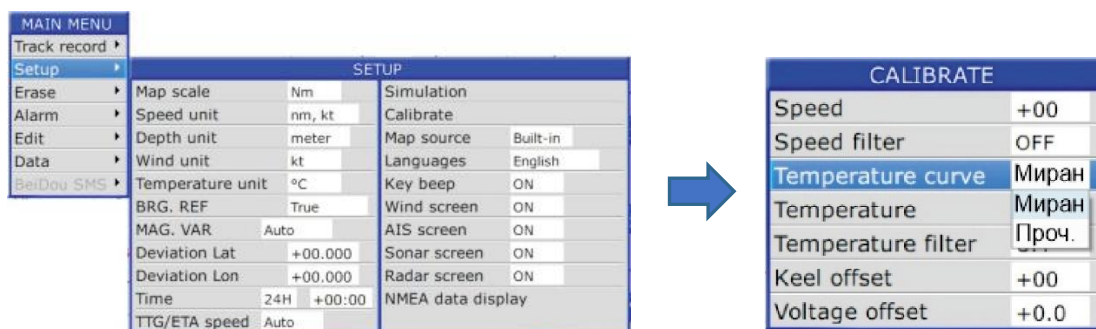 MAIN MENU
Track record
Setup
Erase
Alarm
Edit
Data
BeiDou SMS
SETUP
Map scale Nm
Speed unit nm, kt
Depth unit meter
Wind unit kt
Temperature unit °C
BRG. REF True
MAG. VAR Auto
Deviation Lat +00.000
Deviation Lon +00.000
Time 24H +00:00
TTG/ETA speed Auto
Simulation
Calibrate
Map source Built-in
Languages English
Key beep ON
Wind screen ON
AIS screen ON
Sonar screen ON
Radar screen ON
NMEA data display
CALIBRATE
Speed +00
Speed filter OFF
Temperature curve Миран
Temperature Миран
Проч.
Temperature filter
Keel offset +00
Voltage offset +0.0